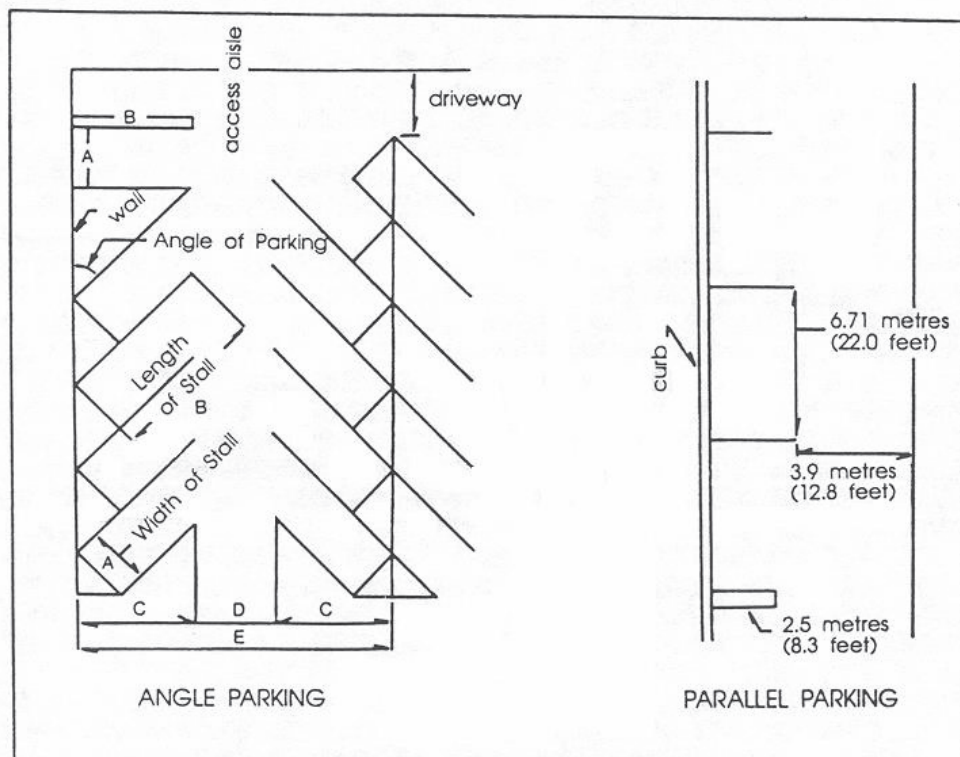 access aisle
driveway
B
A
wall
Angle of Parking
Length
of Stall
B
Width of Stall
A
C
D
C
E
ANGLE PARKING
curb
6.71 metres
(22.0 feet)
3.9 metres
(12.8 feet)
2.5 metres
(8.3 feet)
PARALLEL PARKING